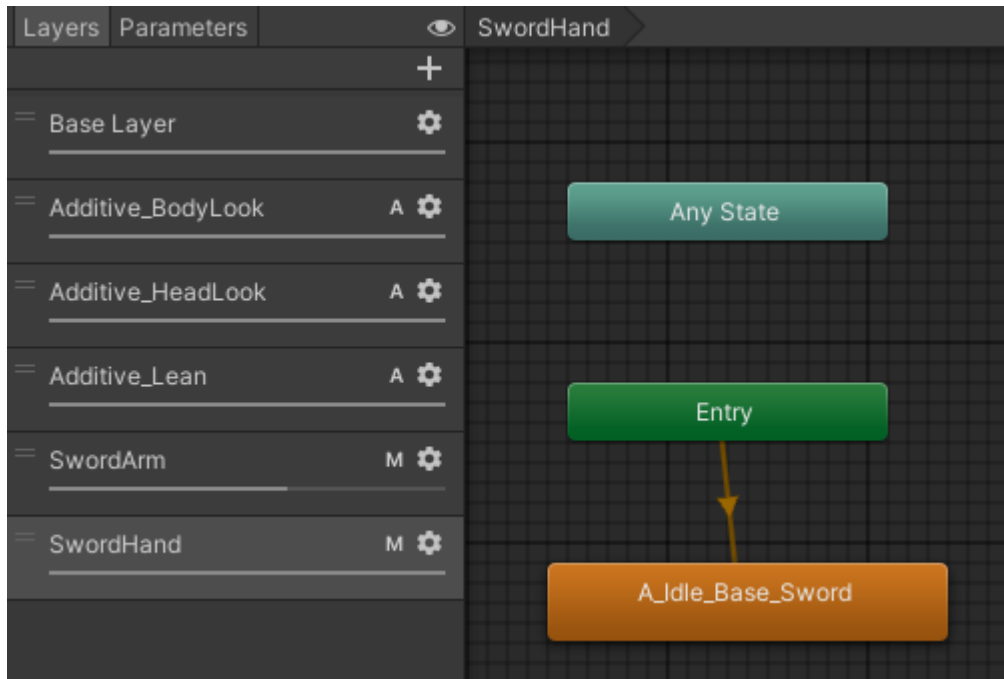 Layers Parameters
SwordHand
Base Layer
Additive_BodyLook A
Additive_HeadLook A
Additive_Lean A
SwordArm M
SwordHand M
Any State
Entry
A_Idle_Base_Sword